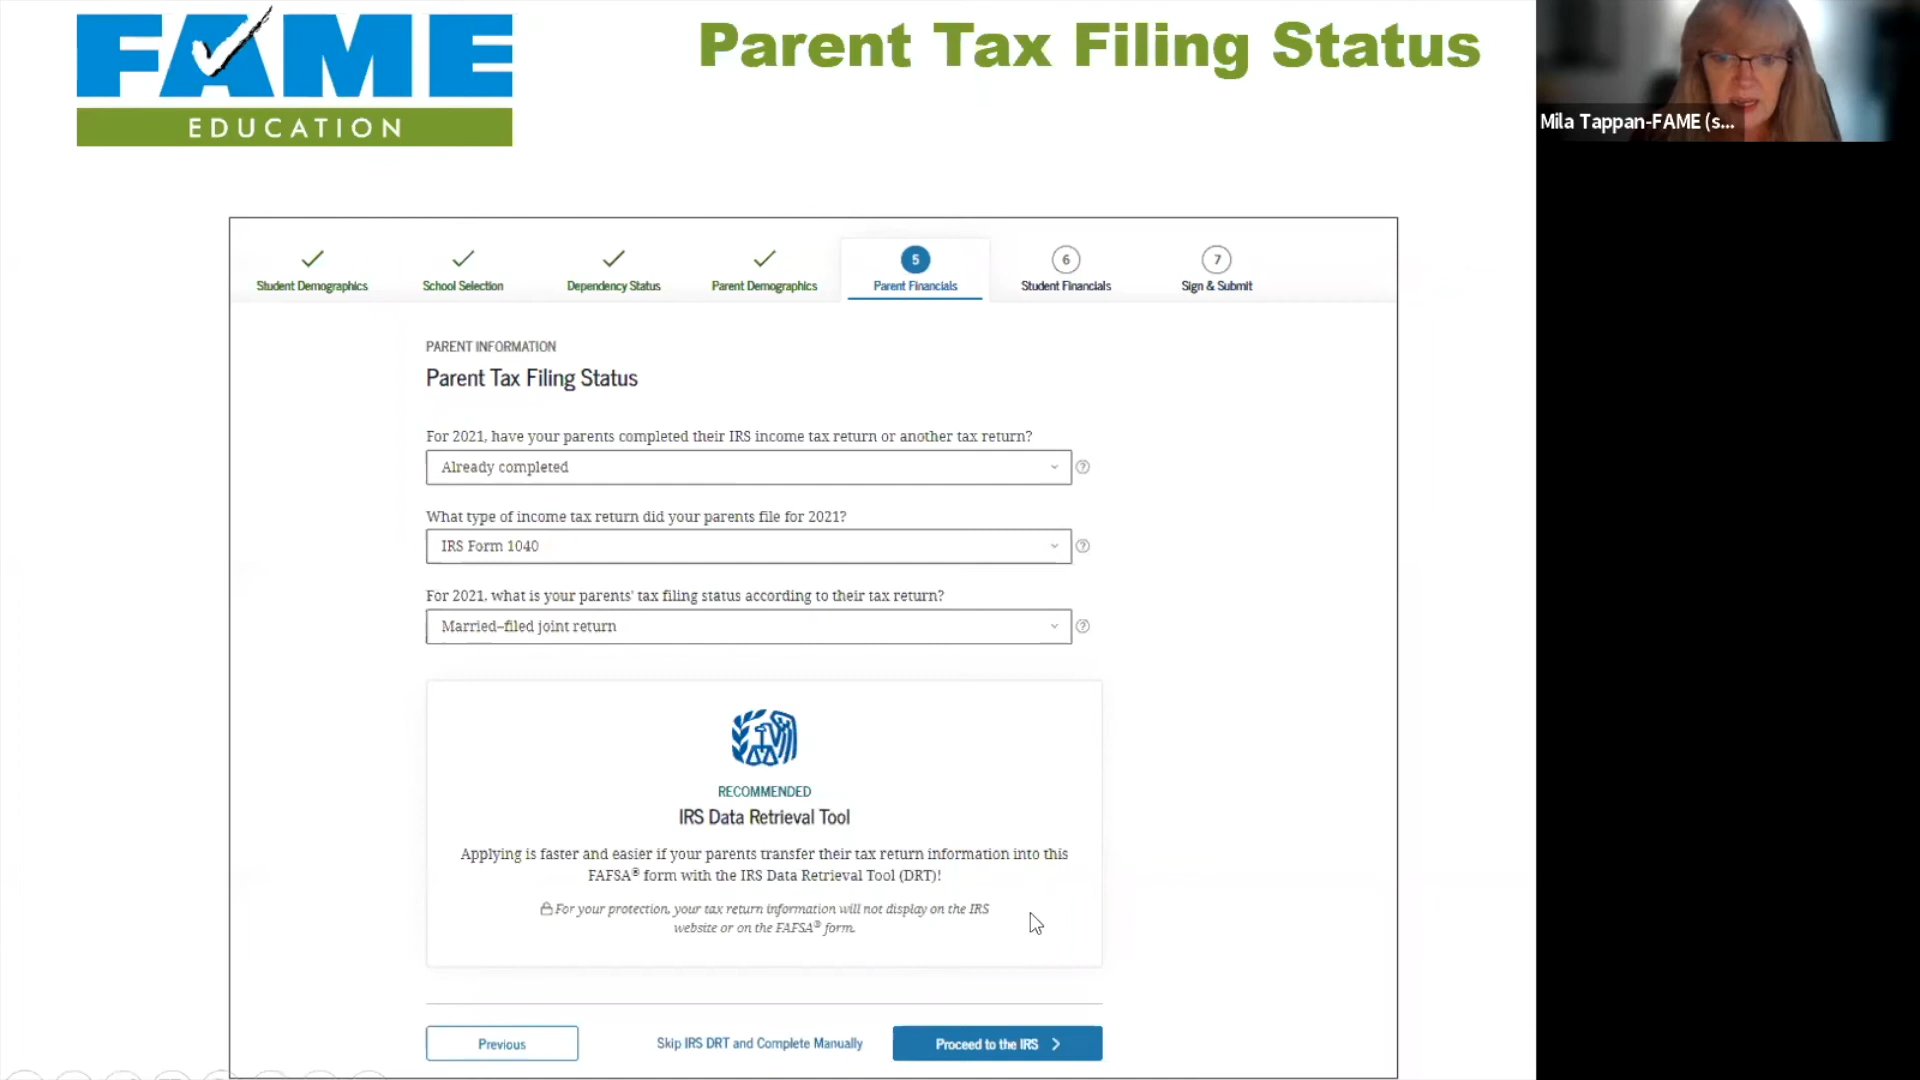 FAME
EDUCATION
Parent Tax Filing Status
Mila Tappan-FAME (s...
Student Demographics
School Selection
Dependency Status
Parent Demographics
5
Parent Financials
6
Student Financials
7
Sign & Submit
PARENT INFORMATION
Parent Tax Filing Status
For 2021, have your parents completed their IRS income tax return or another tax return?
Already completed
?
What type of income tax return did your parents file for 2021?
IRS Form 1040
?
For 2021, what is your parents' tax filing status according to their tax return?
Married–filed joint return
?
RECOMMENDED
IRS Data Retrieval Tool
Applying is faster and easier if your parents transfer their tax return information into this
FAFSA® form with the IRS Data Retrieval Tool (DRT)!
For your protection, your tax return information will not display on the IRS
website or on the FAFSA® form.
Previous
Skip IRS DRT and Complete Manually
Proceed to the IRS